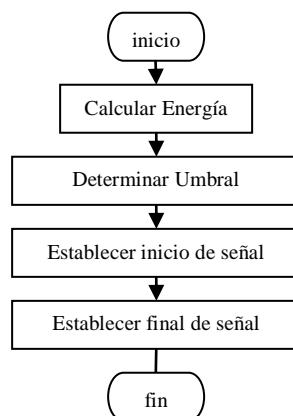 inicio
Calcular Energía
Determinar Umbral
Establecer inicio de señal
Establecer final de señal
fin